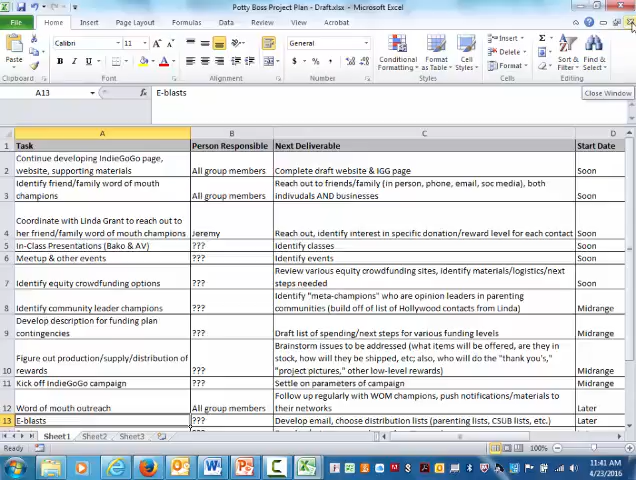 Potty Boss Project Plan - Draft.xlsx - Microsoft Excel
File Home Insert Page Layout Formulas Data Review View Acrobat
Calibri 11 General Insert
Paste B I U $ % , Conditional Formatting Format as Table Cell Styles Delete Format Sort & Filter Find & Select
Clipboard Font Alignment Number Styles Cells Editing
A13 fx E-blasts
Close Window
A B C D
1 Task Person Responsible Next Deliverable Start Date
Continue developing IndieGoGo page,
2 website, supporting materials All group members Complete draft website & IGG page Soon
Identify friend/family word of mouth Reach out to friends/family (in person, phone, email, soc media), both
3 champions All group members indivudals AND businesses Soon
Coordinate with Linda Grant to reach out to
4 her friend/family word of mouth champions Jeremy Reach out, identify interest in specific donation/reward level for each contact Soon
5 In-Class Presentations (Bako & AV) ??? Identify classes Soon
6 Meetup & other events ??? Identify events Soon
Review various equity crowdfunding sites, identify materials/logistics/next
7 Identify equity crowdfunding options ??? steps needed Soon
Identify "meta-champions" who are opinion leaders in parenting
8 Identify community leader champions ??? communities (build off of list of Hollywood contacts from Linda) Midrange
Develop description for funding plan
9 contingencies ??? Draft list of spending/next steps for various funding levels Midrange
Brainstorm issues to be addressed (what items will be offered, are they in
Figure out production/supply/distribution of stock, how will they be shipped, etc; also, who will do the "thank you's,"
10 rewards ??? "project pictures," other low-level rewards) Midrange
11 Kick off IndieGoGo campaign ??? Settle on parameters of campaign Midrange
Follow up regularly with WOM champions, push notifications/materials to
12 Word of mouth outreach All group members their networks Later
13 E-blasts ??? Develop email, choose distribution lists (parenting lists, CSUB lists, etc.) Later
Sheet1 Sheet2 Sheet3
Ready 100%
11:41 AM
4/23/2016